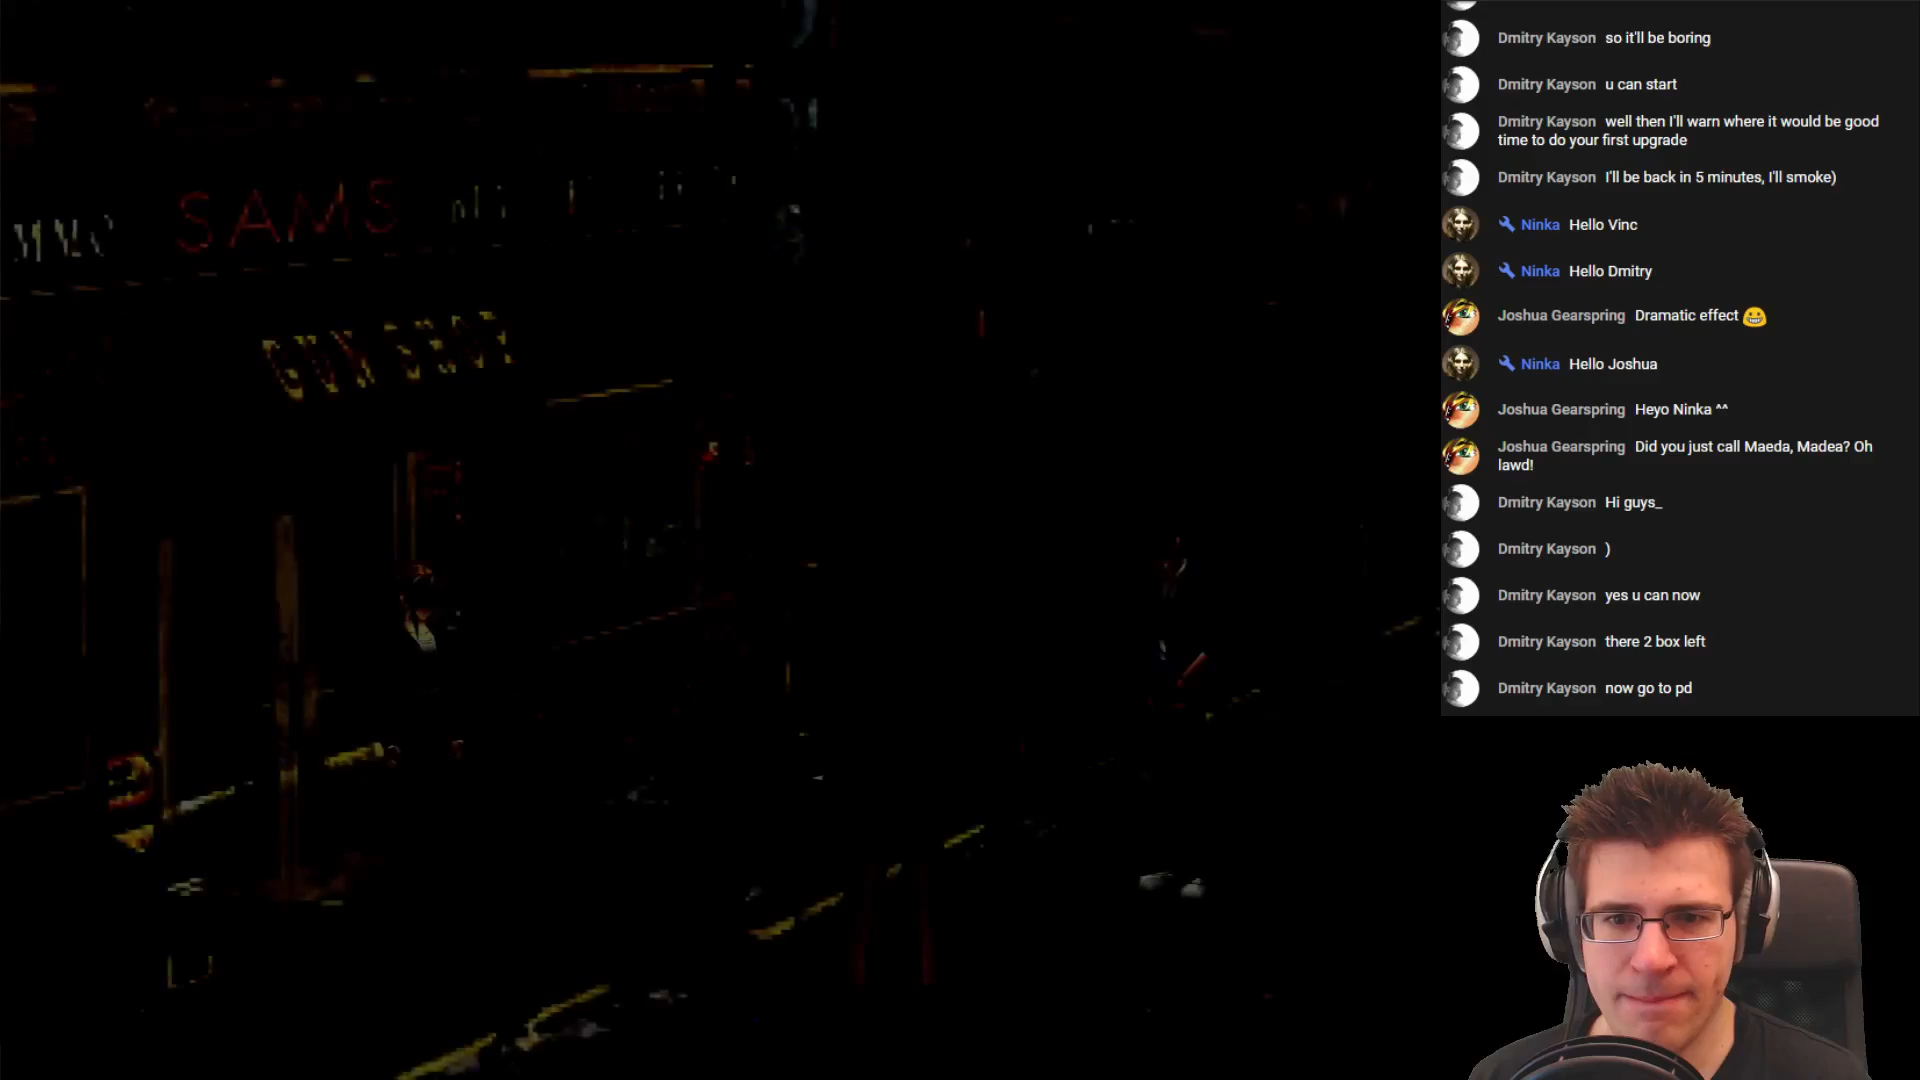 SAMS
GUN SHOP
Dmitry Kayson so it'll be boring
Dmitry Kayson u can start
Dmitry Kayson well then I'll warn where it would be good
time to do your first upgrade
Dmitry Kayson I'll be back in 5 minutes, I'll smoke)
Ninka Hello Vinc
Ninka Hello Dmitry
Joshua Gearspring Dramatic effect 😀
Ninka Hello Joshua
Joshua Gearspring Heyo Ninka ^^
Joshua Gearspring Did you just call Maeda, Madea? Oh
lawd!
Dmitry Kayson Hi guys_
Dmitry Kayson )
Dmitry Kayson yes u can now
Dmitry Kayson there 2 box left
Dmitry Kayson now go to pd